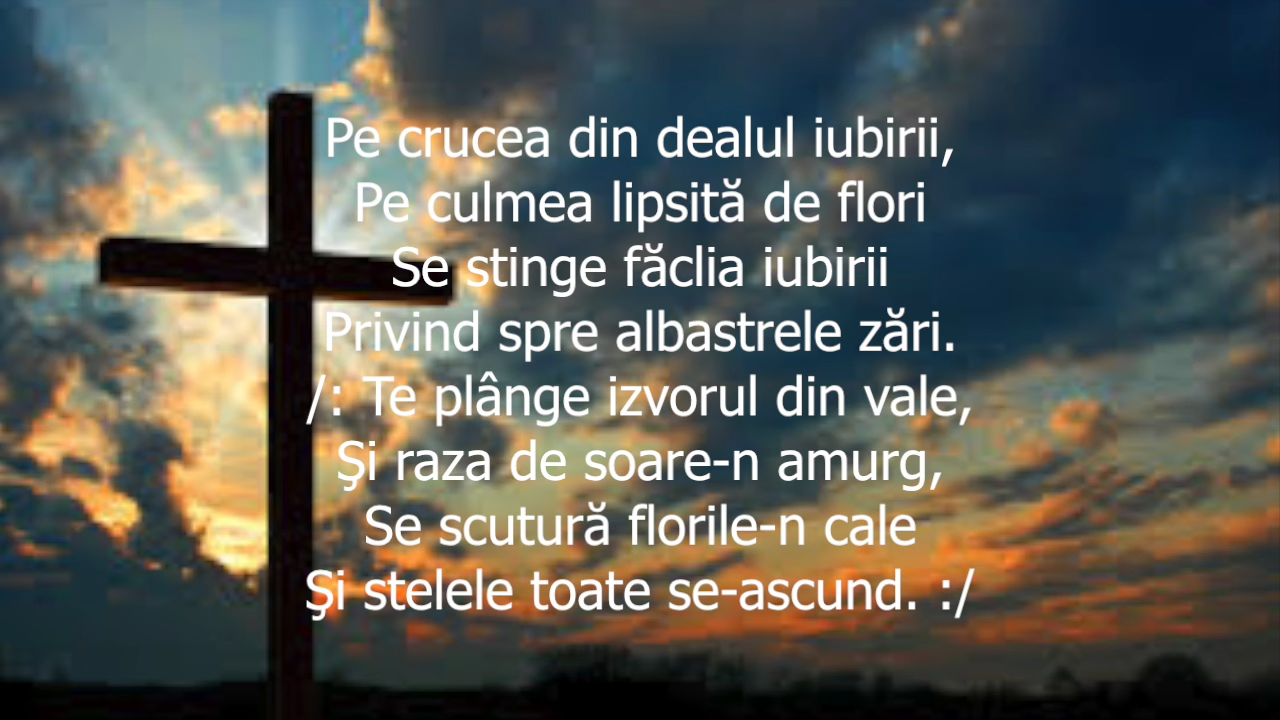 Pe crucea din dealul iubirii,
Pe culmea lipsită de flori
Se stinge făclia iubirii
Privind spre albastrele zări.
/: Te plânge izvorul din vale,
Şi raza de soare-n amurg,
Se scutură florile-n cale
Şi stelele toate se-ascund. :/